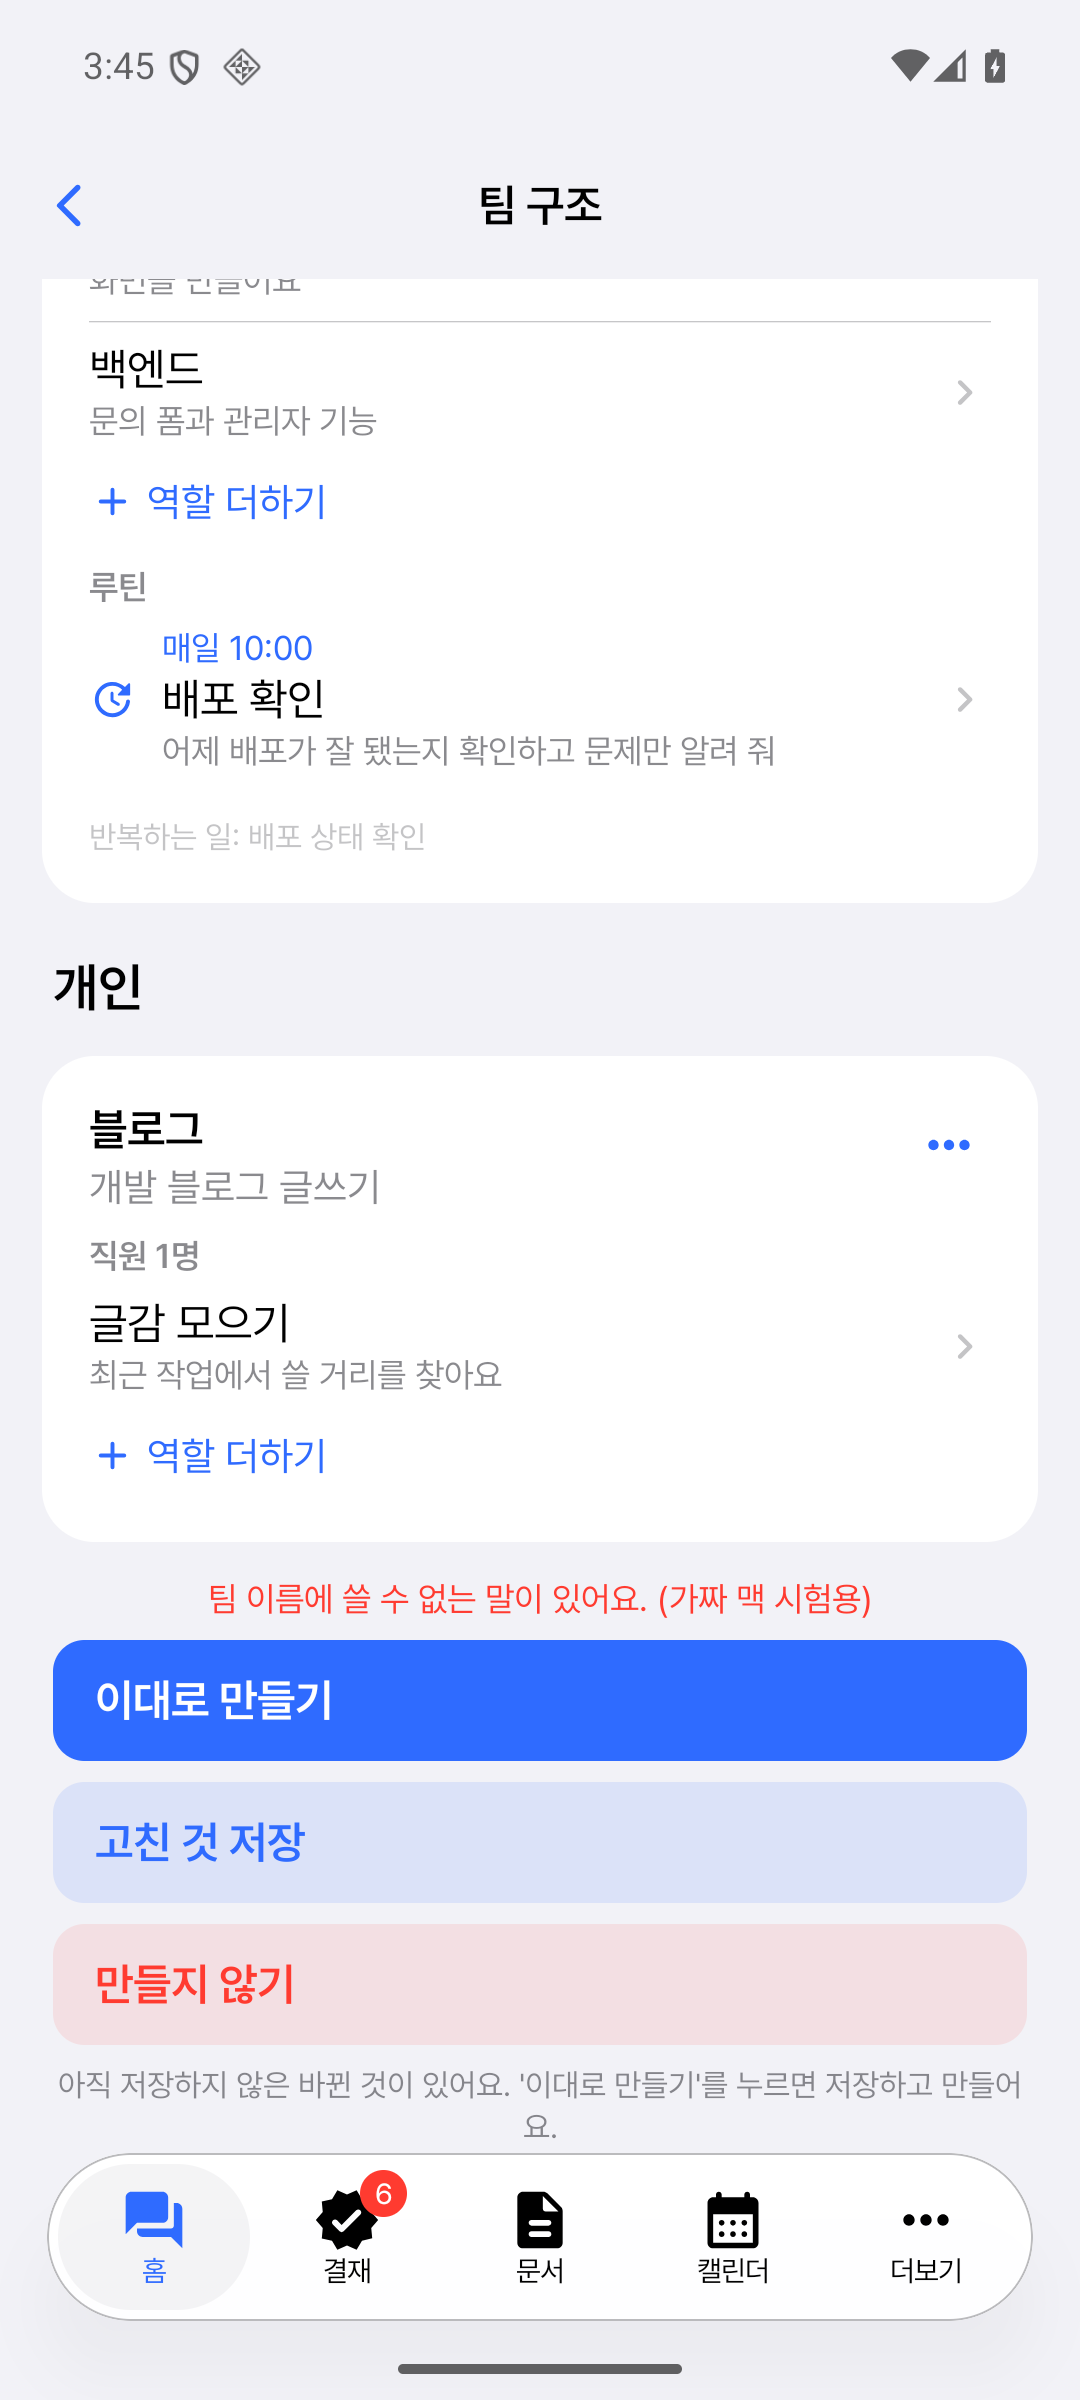 3:45
팀 구조
화면을 만들어요
백엔드
문의 폼과 관리자 기능
+ 역할 더하기
루틴
매일 10:00
배포 확인
어제 배포가 잘 됐는지 확인하고 문제만 알려 줘
반복하는 일: 배포 상태 확인
개인
블로그
개발 블로그 글쓰기
직원 1명
글감 모으기
최근 작업에서 쓸 거리를 찾아요
+ 역할 더하기
팀 이름에 쓸 수 없는 말이 있어요. (가짜 맥 시험용)
이대로 만들기
고친 것 저장
만들지 않기
아직 저장하지 않은 바뀐 것이 있어요. '이대로 만들기'를 누르면 저장하고 만들어
요.
6
홈 결재 문서 캘린더 더보기